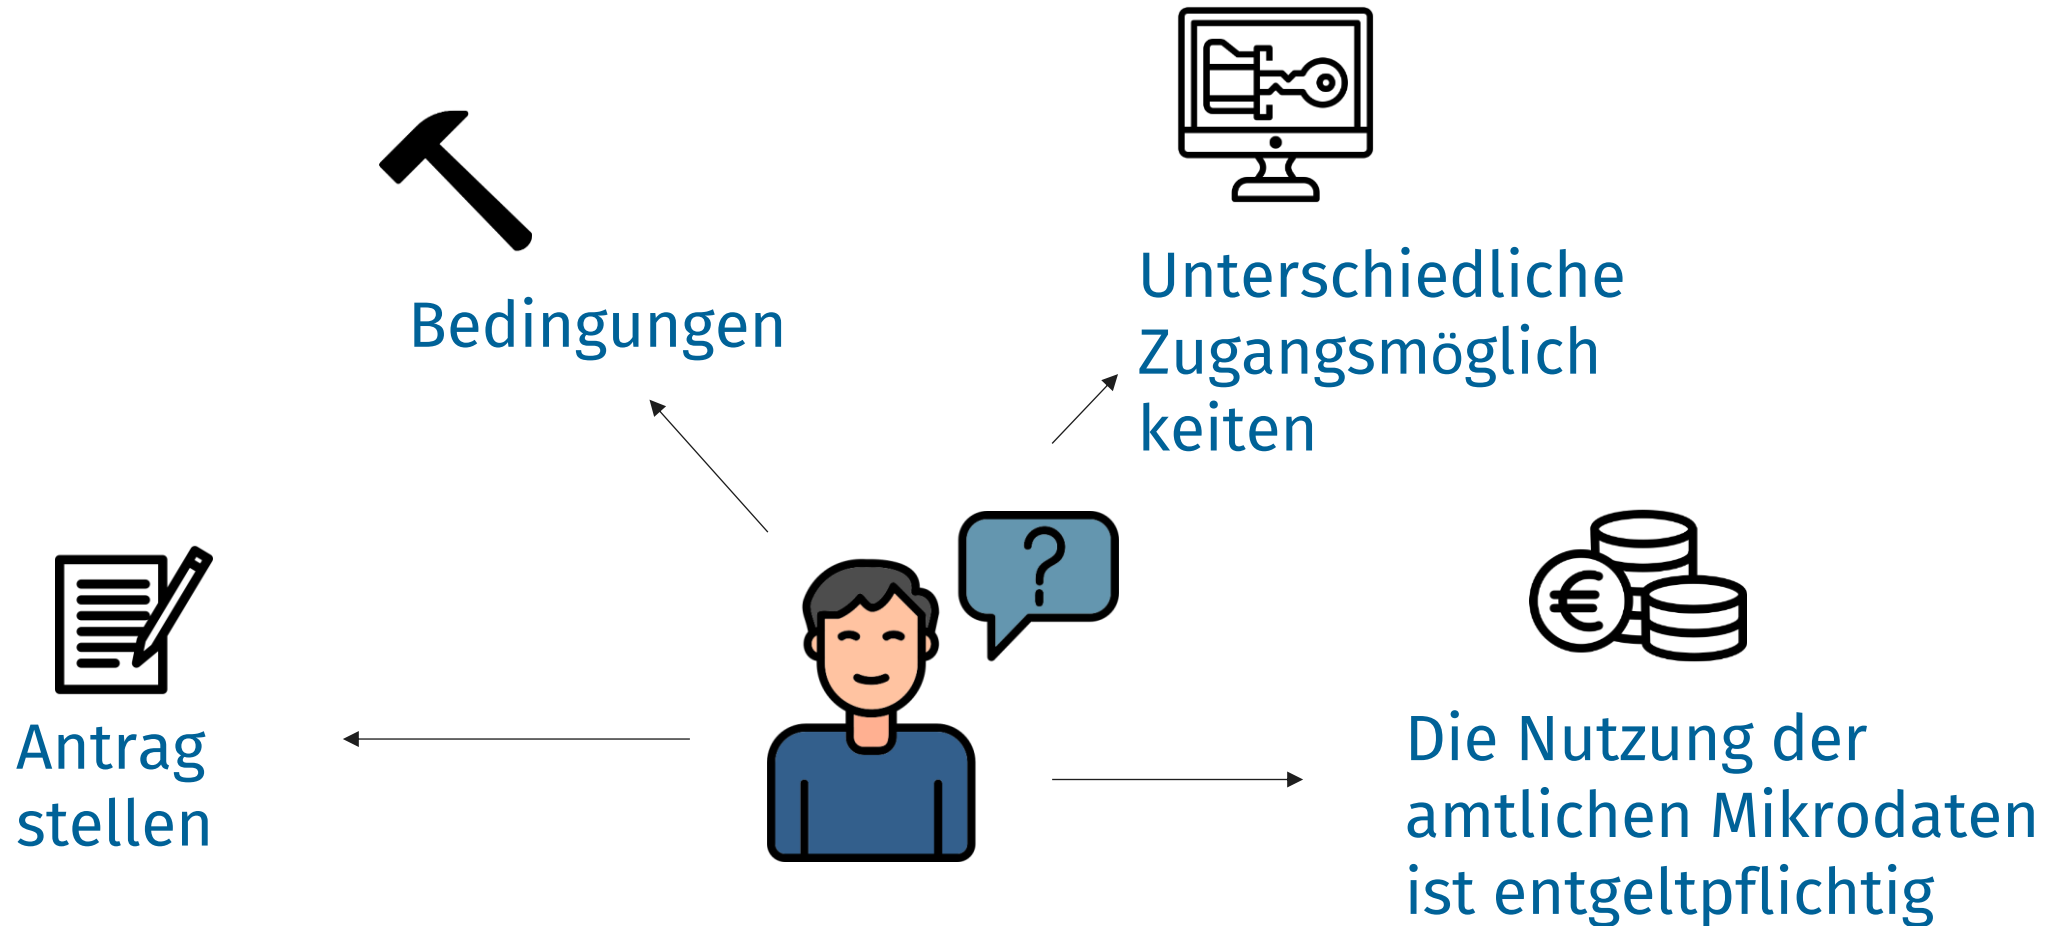 Bedingungen
Unterschiedliche
Zugangsmöglich
keiten
?
Antrag
stellen
€
Die Nutzung der
amtlichen Mikrodaten
ist entgeltpflichtig